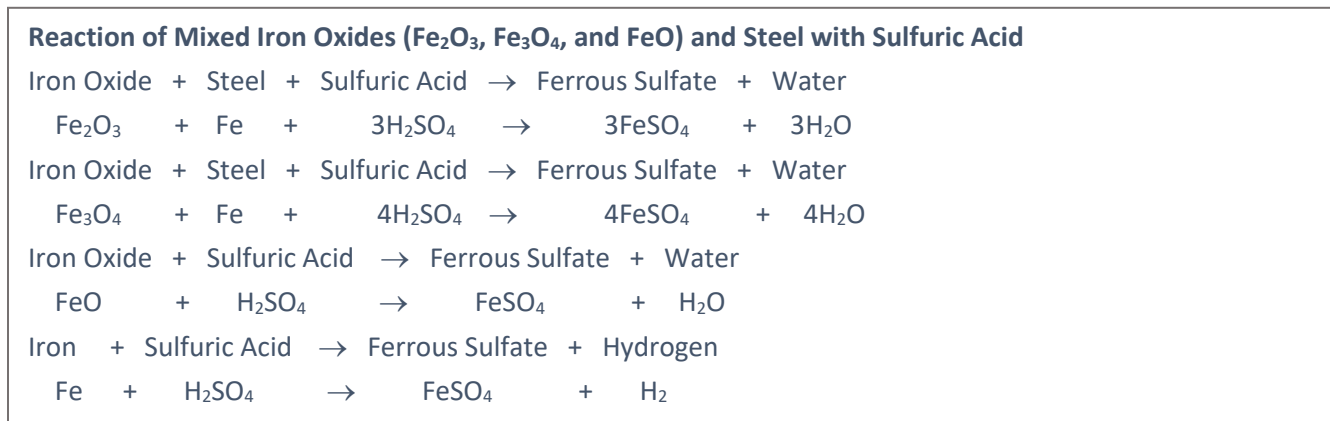 Reaction of Mixed Iron Oxides (Fe₂O₃, Fe₃O₄, and FeO) and Steel with Sulfuric Acid
Iron Oxide + Steel + Sulfuric Acid → Ferrous Sulfate + Water
Fe₂O₃ + Fe + 3H₂SO₄ → 3FeSO₄ + 3H₂O
Iron Oxide + Steel + Sulfuric Acid → Ferrous Sulfate + Water
Fe₃O₄ + Fe + 4H₂SO₄ → 4FeSO₄ + 4H₂O
Iron Oxide + Sulfuric Acid → Ferrous Sulfate + Water
FeO + H₂SO₄ → FeSO₄ + H₂O
Iron + Sulfuric Acid → Ferrous Sulfate + Hydrogen
Fe + H₂SO₄ → FeSO₄ + H₂